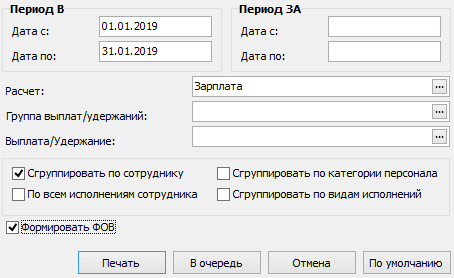 Период В
Период ЗА
Дата с: 01.01.2019
Дата с:
Дата по: 31.01.2019
Дата по:
Расчет: Зарплата ...
Группа выплат/удержаний: ...
Выплата/Удержание: ...
Сгруппировать по сотруднику
Сгруппировать по категории персонала
По всем исполнениям сотрудника
Сгруппировать по видам исполнений
Формировать ФОВ
Печать
В очередь
Отмена
По умолчанию